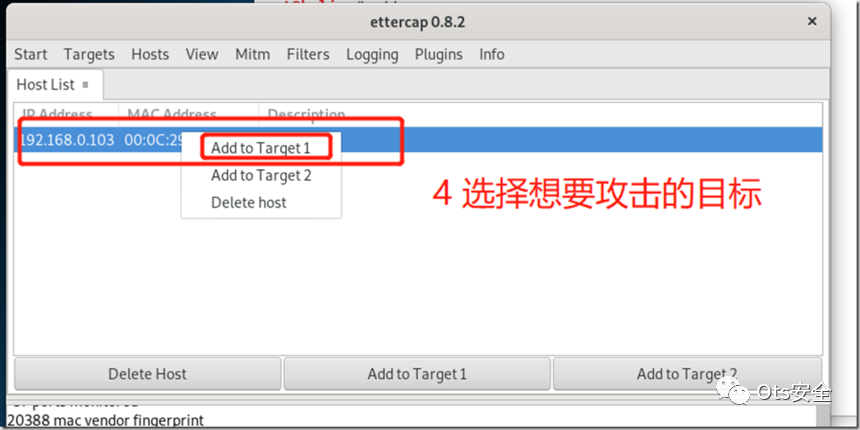 ettercap 0.8.2
Start Targets Hosts View Mitm Filters Logging Plugins Info
Host List
IP Address MAC Address Description
192.168.0.103 00:0C:29
Add to Target 1
Add to Target 2
Delete host
4 选择想要攻击的目标
Delete Host Add to Target 1 Add to Target 2
Ots安全
ports monitored
20388 mac vendor fingerprint